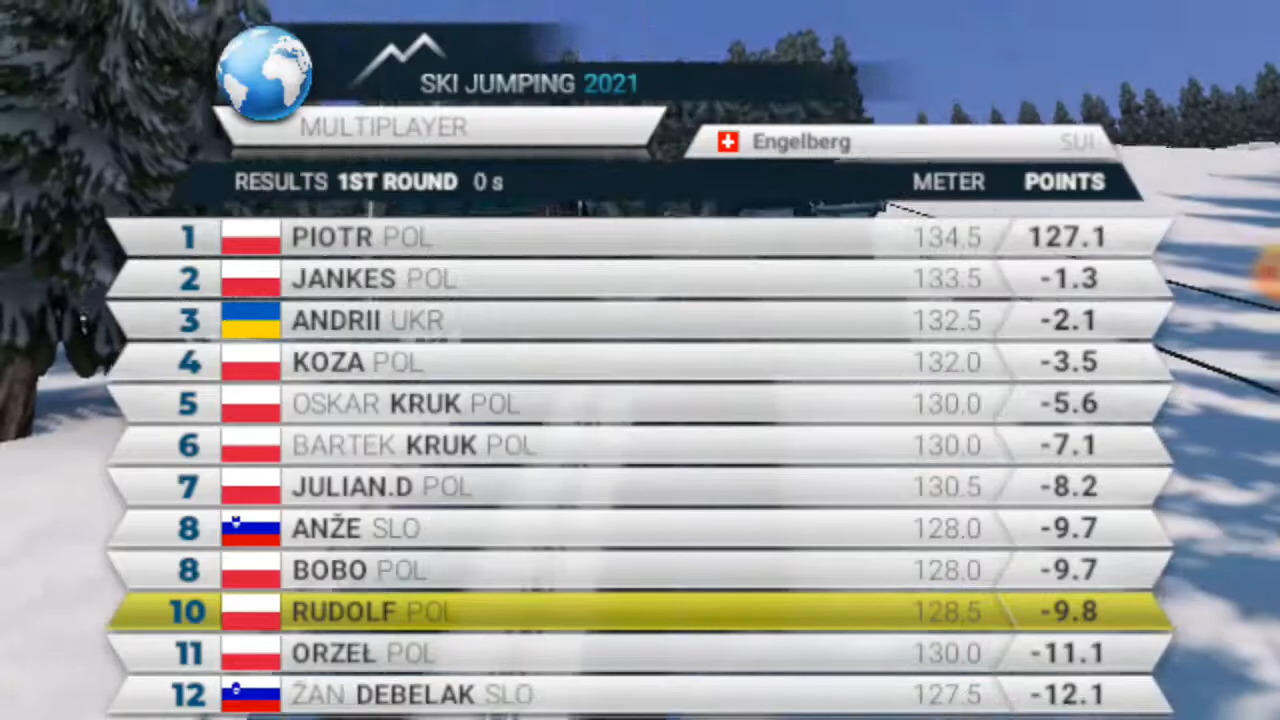 SKI JUMPING 2021
MULTIPLAYER
Engelberg SUI
RESULTS 1ST ROUND 0 s METER POINTS
1 PIOTR POL 134.5 127.1
2 JANKES POL 133.5 -1.3
3 ANDRII UKR 132.5 -2.1
4 KOZA POL 132.0 -3.5
5 OSKAR KRUK POL 130.0 -5.6
6 BARTEK KRUK POL 130.0 -7.1
7 JULIAN.D POL 130.5 -8.2
8 ANŽE SLO 128.0 -9.7
8 BOBO POL 128.0 -9.7
10 RUDOLF POL 128.5 -9.8
11 ORZEŁ POL 130.0 -11.1
12 ŽAN DEBELAK SLO 127.5 -12.1